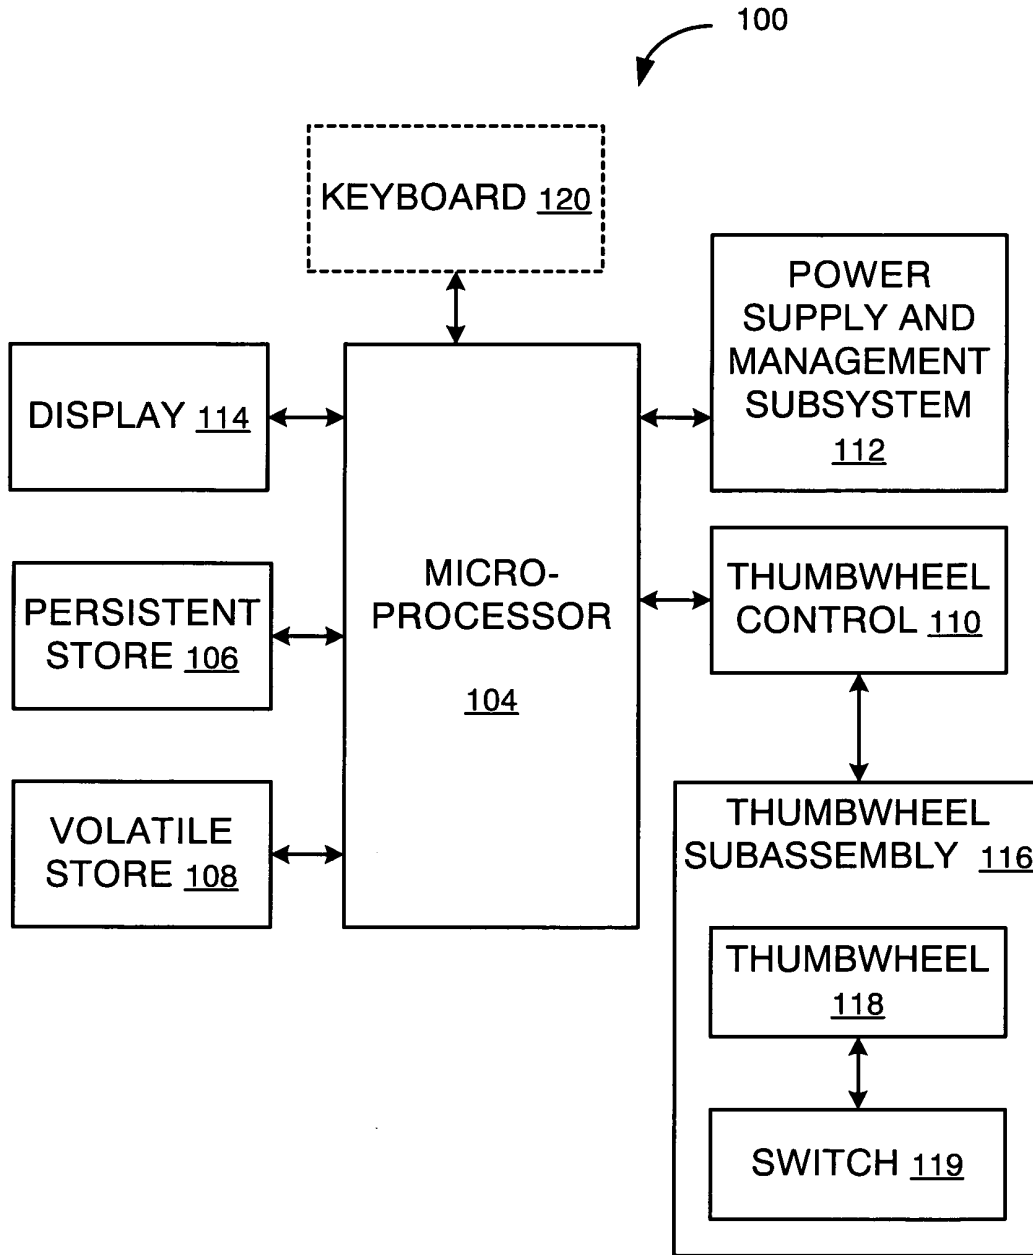 100
KEYBOARD 120
POWER
SUPPLY AND
MANAGEMENT
SUBSYSTEM
112
DISPLAY 114
MICRO-
PROCESSOR
104
THUMBWHEEL
CONTROL 110
PERSISTENT
STORE 106
VOLATILE
STORE 108
THUMBWHEEL
SUBASSEMBLY 116
THUMBWHEEL
118
SWITCH 119